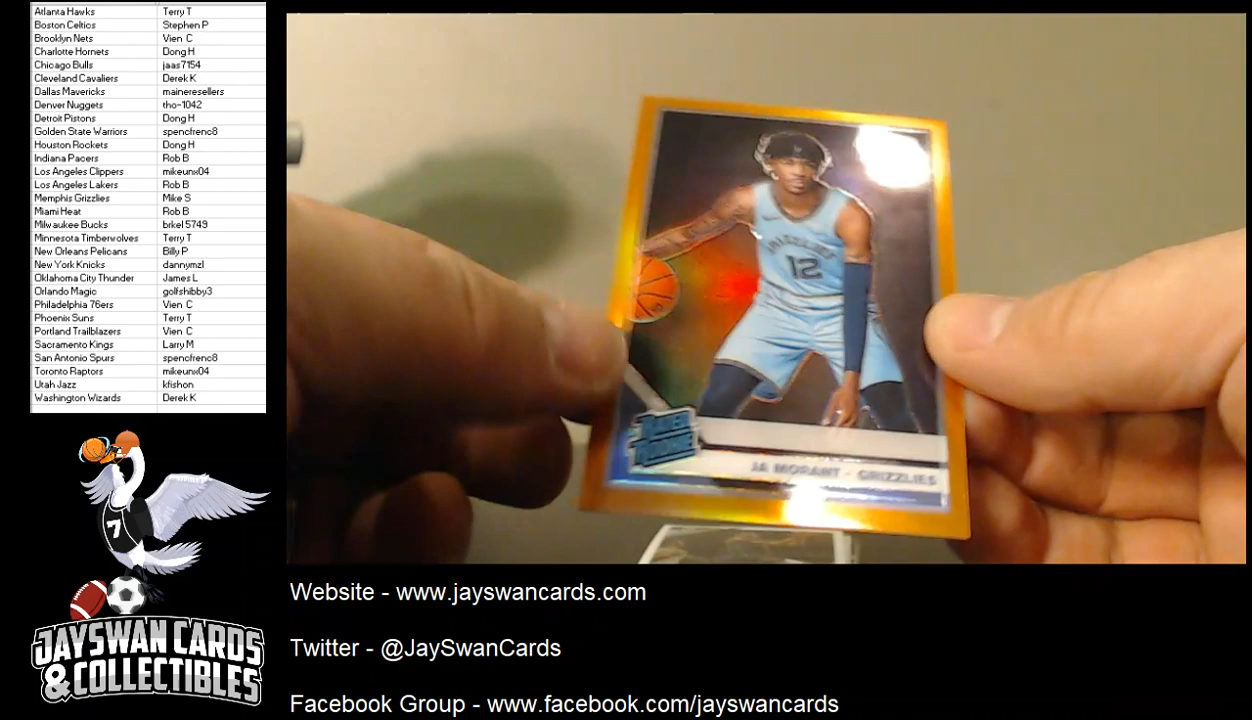 Atlanta Hawks Terry T
Boston Celtics Stephen P
Brooklyn Nets Vien C
Charlotte Hornets Dong H
Chicago Bulls jaas7154
Cleveland Cavaliers Derek K
Dallas Mavericks maineresellers
Denver Nuggets tho-1042
Detroit Pistons Dong H
Golden State Warriors spencfrenc8
Houston Rockets Dong H
Indiana Pacers Rob B
Los Angeles Clippers mikeunx04
Los Angeles Lakers Rob B
Memphis Grizzlies Mike S
Miami Heat Rob B
Milwaukee Bucks brkel5749
Minnesota Timberwolves Terry T
New Orleans Pelicans Billy P
New York Knicks dannymzl
Oklahoma City Thunder James L
Orlando Magic golfshibby3
Philadelphia 76ers Vien C
Phoenix Suns Terry T
Portland Trailblazers Vien C
Sacramento Kings Larry M
San Antonio Spurs spencfrenc8
Toronto Raptors mikeunx04
Utah Jazz kfishon
Washington Wizards Derek K
GRIZZLIES
12
RATED
ROOKIE
JA MORANT - GRIZZLIES
7
JAYSWAN CARDS
& COLLECTIBLES
Website - www.jayswancards.com
Twitter - @JaySwanCards
Facebook Group - www.facebook.com/jayswancards